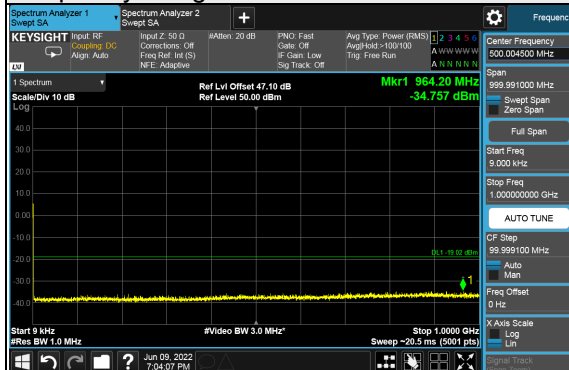 Spectrum Analyzer 1
Swept SA
Spectrum Analyzer 2
Swept SA
+
Frequenc
KEYSIGHT
Input: RF
Coupling: DC
Align: Auto
Input Z: 50 Ω
Corrections: Off
Freq Ref: Int (S)
NFE: Adaptive
#Atten: 20 dB
PNO: Fast
Gate: Off
IF Gain: Low
Sig Track: Off
Avg Type: Power (RMS)
Avg|Hold:>100/100
Trig: Free Run
1 2 3 4 5 6
A W W W W W
A N N N N N
LXI
1 Spectrum
Scale/Div 10 dB
Log
Ref Lvl Offset 47.10 dB
Ref Level 50.00 dBm
Mkr1 964.20 MHz
-34.757 dBm
40.0
30.0
20.0
10.0
0.00
-10.0
-20.0
-30.0
-40.0
DL1 -19.02 dBm
1
Start 9 kHz
#Res BW 1.0 MHz
#Video BW 3.0 MHz*
Stop 1.0000 GHz
Sweep ~20.5 ms (5001 pts)
?
Jun 09, 2022
7:04:07 PM
Center Frequency
500.004500 MHz
Span
999.991000 MHz
Swept Span
Zero Span
Full Span
Start Freq
9.000 kHz
Stop Freq
1.000000000 GHz
AUTO TUNE
CF Step
99.999100 MHz
Auto
Man
Freq Offset
0 Hz
X Axis Scale
Log
Lin
Signal Track